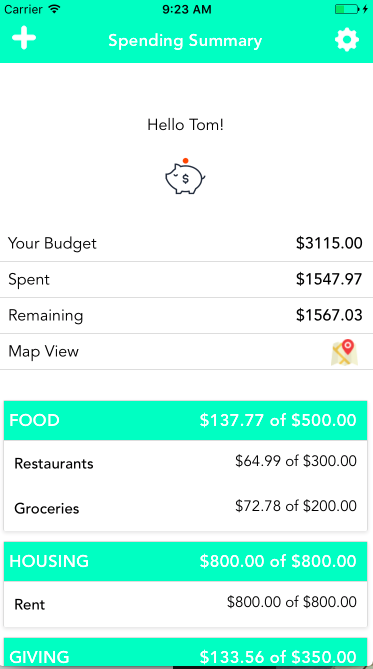 Carrier 9:23 AM
Spending Summary
Hello Tom!
$
Your Budget $3115.00
Spent $1547.97
Remaining $1567.03
Map View
FOOD $137.77 of $500.00
Restaurants $64.99 of $300.00
Groceries $72.78 of $200.00
HOUSING $800.00 of $800.00
Rent $800.00 of $800.00
GIVING $133.56 of $350.00